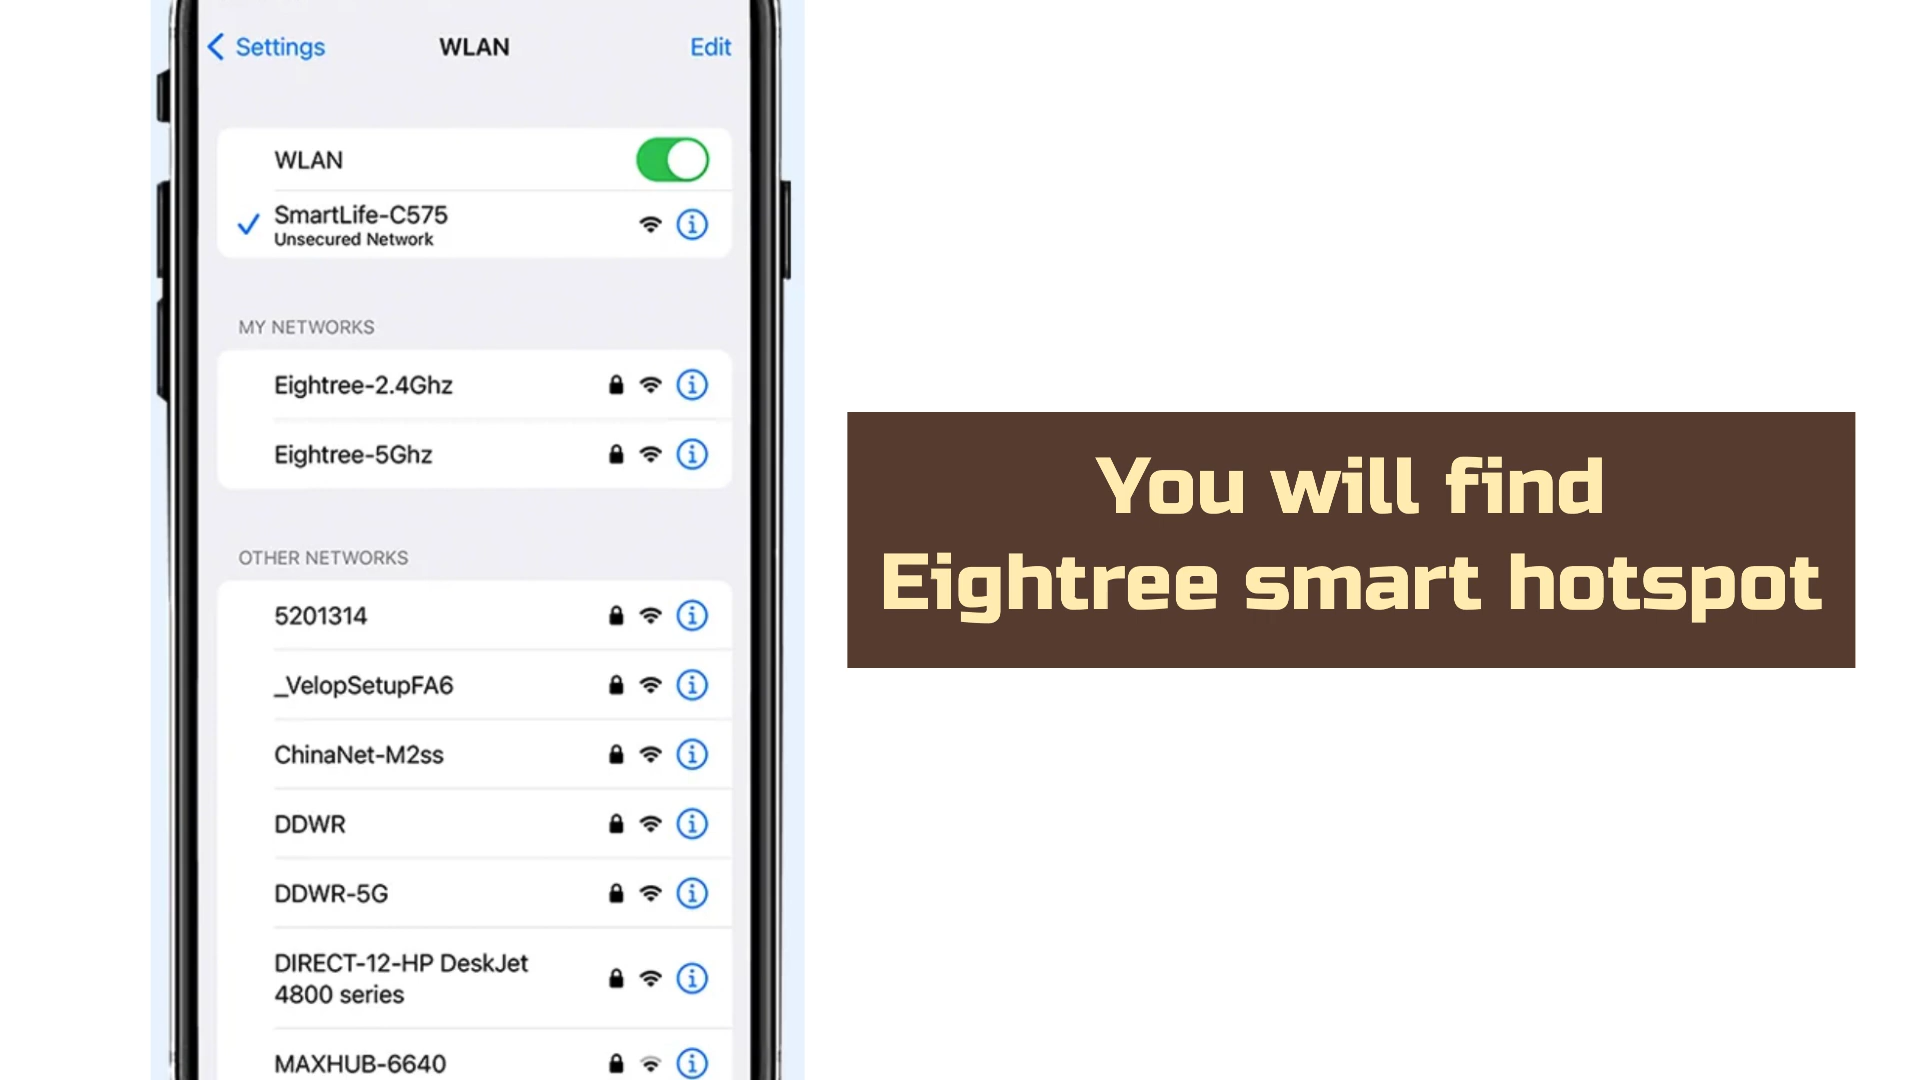 Settings
WLAN
Edit
WLAN
SmartLife-C575
Unsecured Network
MY NETWORKS
Eightree-2.4Ghz
Eightree-5Ghz
OTHER NETWORKS
5201314
_VelopSetupFA6
ChinaNet-M2ss
DDWR
DDWR-5G
DIRECT-12-HP DeskJet
4800 series
MAXHUB-6640
You will find
Eightree smart hotspot